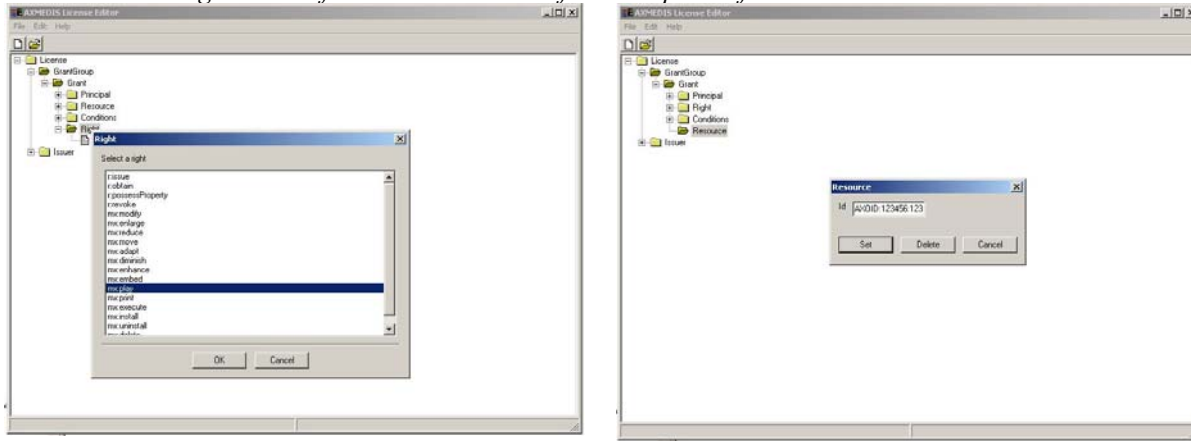 AXMEDIS License Editor
File Edit Help
License
GrantGroup
Grant
Principal
Resource
Conditions
Right
Issuer
Right
Select a right
r:issue
r:obtain
r:possessProperty
r:revoke
mx:modify
mx:enlarge
mx:reduce
mx:move
mx:adapt
mx:diminish
mx:enhance
mx:embed
mx:play
mx:print
mx:execute
mx:install
mx:uninstall
OK Cancel
AXMEDIS License Editor
File Edit Help
License
GrantGroup
Grant
Principal
Right
Conditions
Resource
Issuer
Resource
Id AXOID:123456:123
Set Delete Cancel